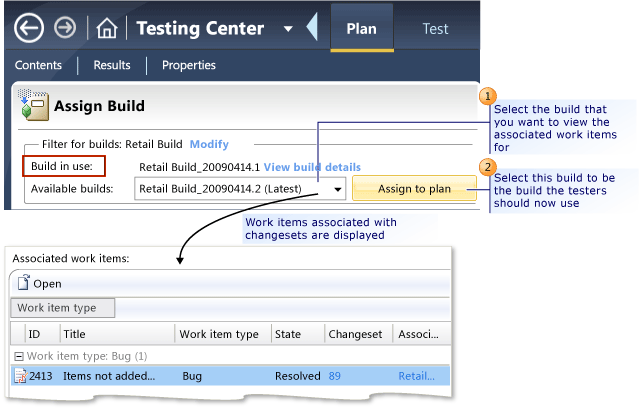 Testing Center
Plan
Test
Contents
Results
Properties
Assign Build
1
Select the build that
you want to view the
associated work items
for
Filter for builds: Retail Build Modify
Build in use: Retail Build_20090414.1 View build details
Available builds: Retail Build_20090414.2 (Latest) Assign to plan
2
Select this build to be
the build the testers
should now use
Work items associated with
changesets are displayed
Associated work items:
Open
Work item type
ID Title Work item type State Changeset Associ...
Work item type: Bug (1)
2413 Items not added... Bug Resolved 89 Retail...